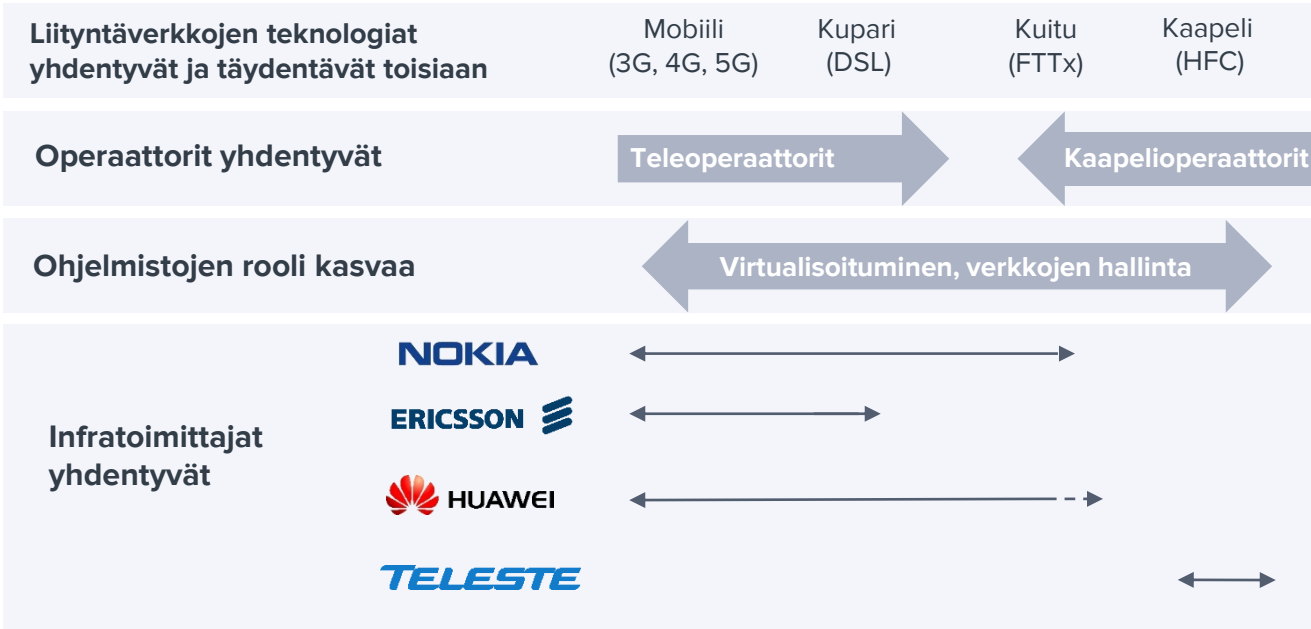 Liityntäverkkojen teknologiat
yhdentyvät ja täydentävät toisiaan
Mobiili
(3G, 4G, 5G)
Kupari
(DSL)
Kuitu
(FTTx)
Kaapeli
(HFC)
Operaattorit yhdentyvät
Teleoperaattorit
Kaapelioperaattorit
Ohjelmistojen rooli kasvaa
Virtualisoituminen, verkkojen hallinta
Infratoimittajat
yhdentyvät
NOKIA
ERICSSON
HUAWEI
TELESTE